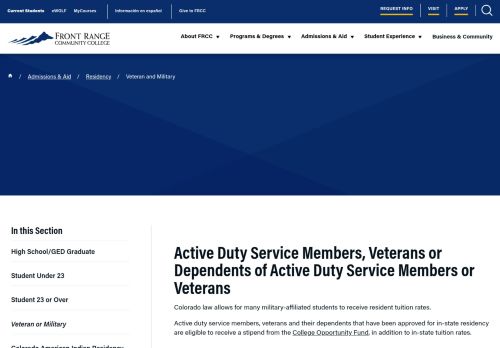 Current Students eWOLF MyCourses Información en español Give to FRCC REQUEST INFO VISIT APPLY
FRONT RANGE
COMMUNITY COLLEGE
About FRCC Programs & Degrees Admissions & Aid Student Experience Business & Community
/ Admissions & Aid / Residency / Veteran and Military
In this Section
High School/GED Graduate
Student Under 23
Student 23 or Over
Veteran or Military
Colorado American Indian Residency
Active Duty Service Members, Veterans or
Dependents of Active Duty Service Members or
Veterans
Colorado law allows for many military-affiliated students to receive resident tuition rates.
Active duty service members, veterans and their dependents that have been approved for in-state residency
are eligible to receive a stipend from the College Opportunity Fund, in addition to in-state tuition rates.